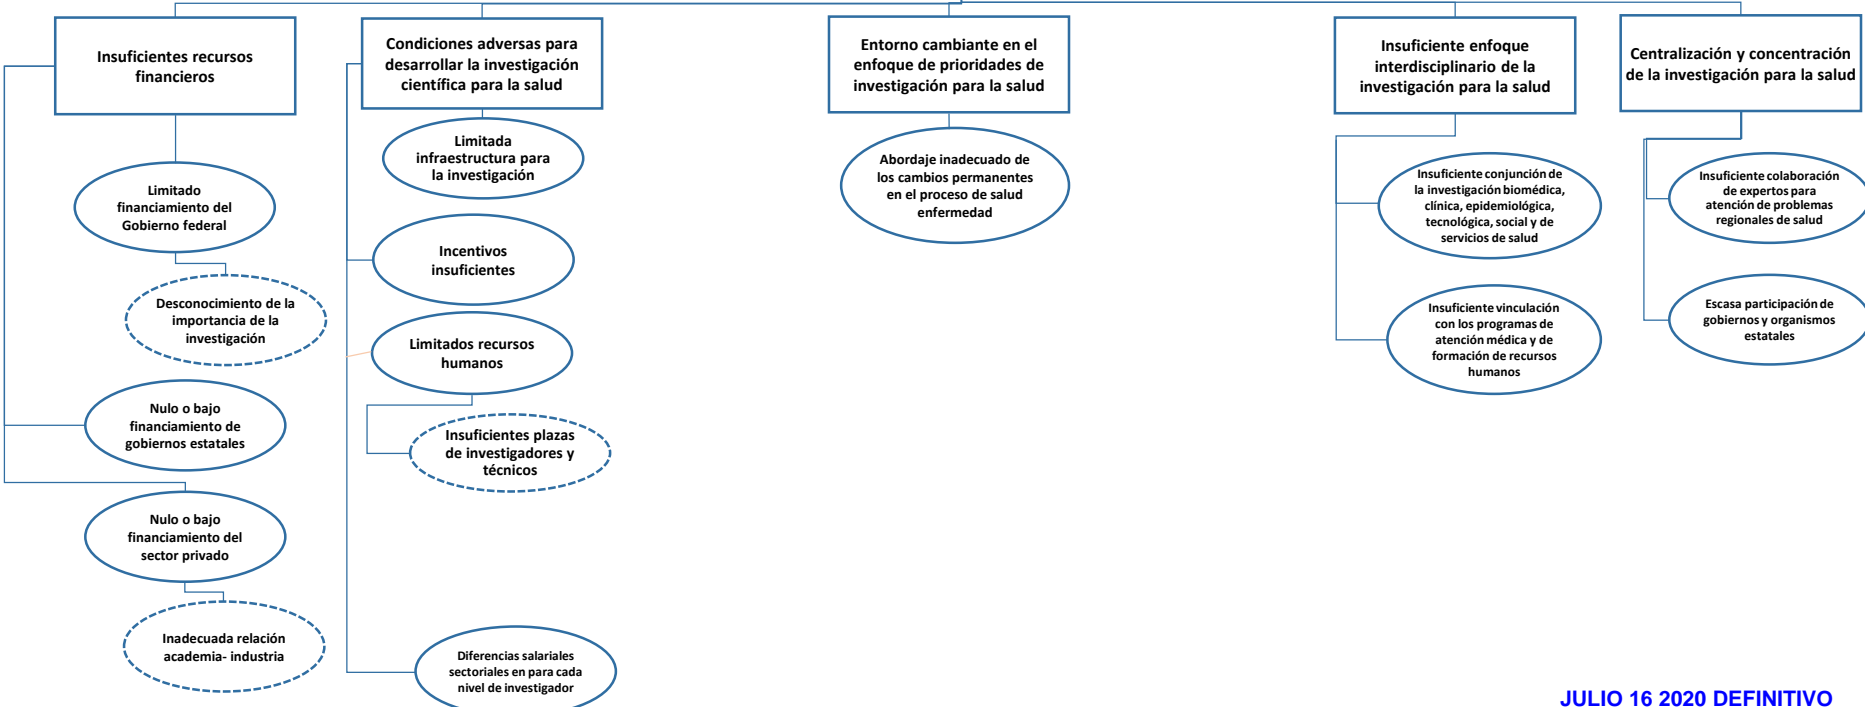 Insuficientes recursos
financieros
Limitado
financiamiento del
Gobierno federal
Desconocimiento de la
importancia de la
investigación
Nulo o bajo
financiamiento de
gobiernos estatales
Nulo o bajo
financiamiento del
sector privado
Inadecuada relación
academia- industria
Condiciones adversas para
desarrollar la investigación
científica para la salud
Limitada
infraestructura para
la investigación
Incentivos
insuficientes
Limitados recursos
humanos
Insuficientes plazas
de investigadores y
técnicos
Diferencias salariales
sectoriales en para cada
nivel de investigador
Entorno cambiante en el
enfoque de prioridades de
investigación para la salud
Abordaje inadecuado de
los cambios permanentes
en el proceso de salud
enfermedad
Insuficiente enfoque
interdisciplinario de la
investigación para la salud
Insuficiente conjunción de
la investigación biomédica,
clínica, epidemiológica,
tecnológica, social y de
servicios de salud
Insuficiente vinculación
con los programas de
atención médica y de
formación de recursos
humanos
Centralización y concentración
de la investigación para la salud
Insuficiente colaboración
de expertos para
atención de problemas
regionales de salud
Escasa participación de
gobiernos y organismos
estatales
JULIO 16 2020 DEFINITIVO